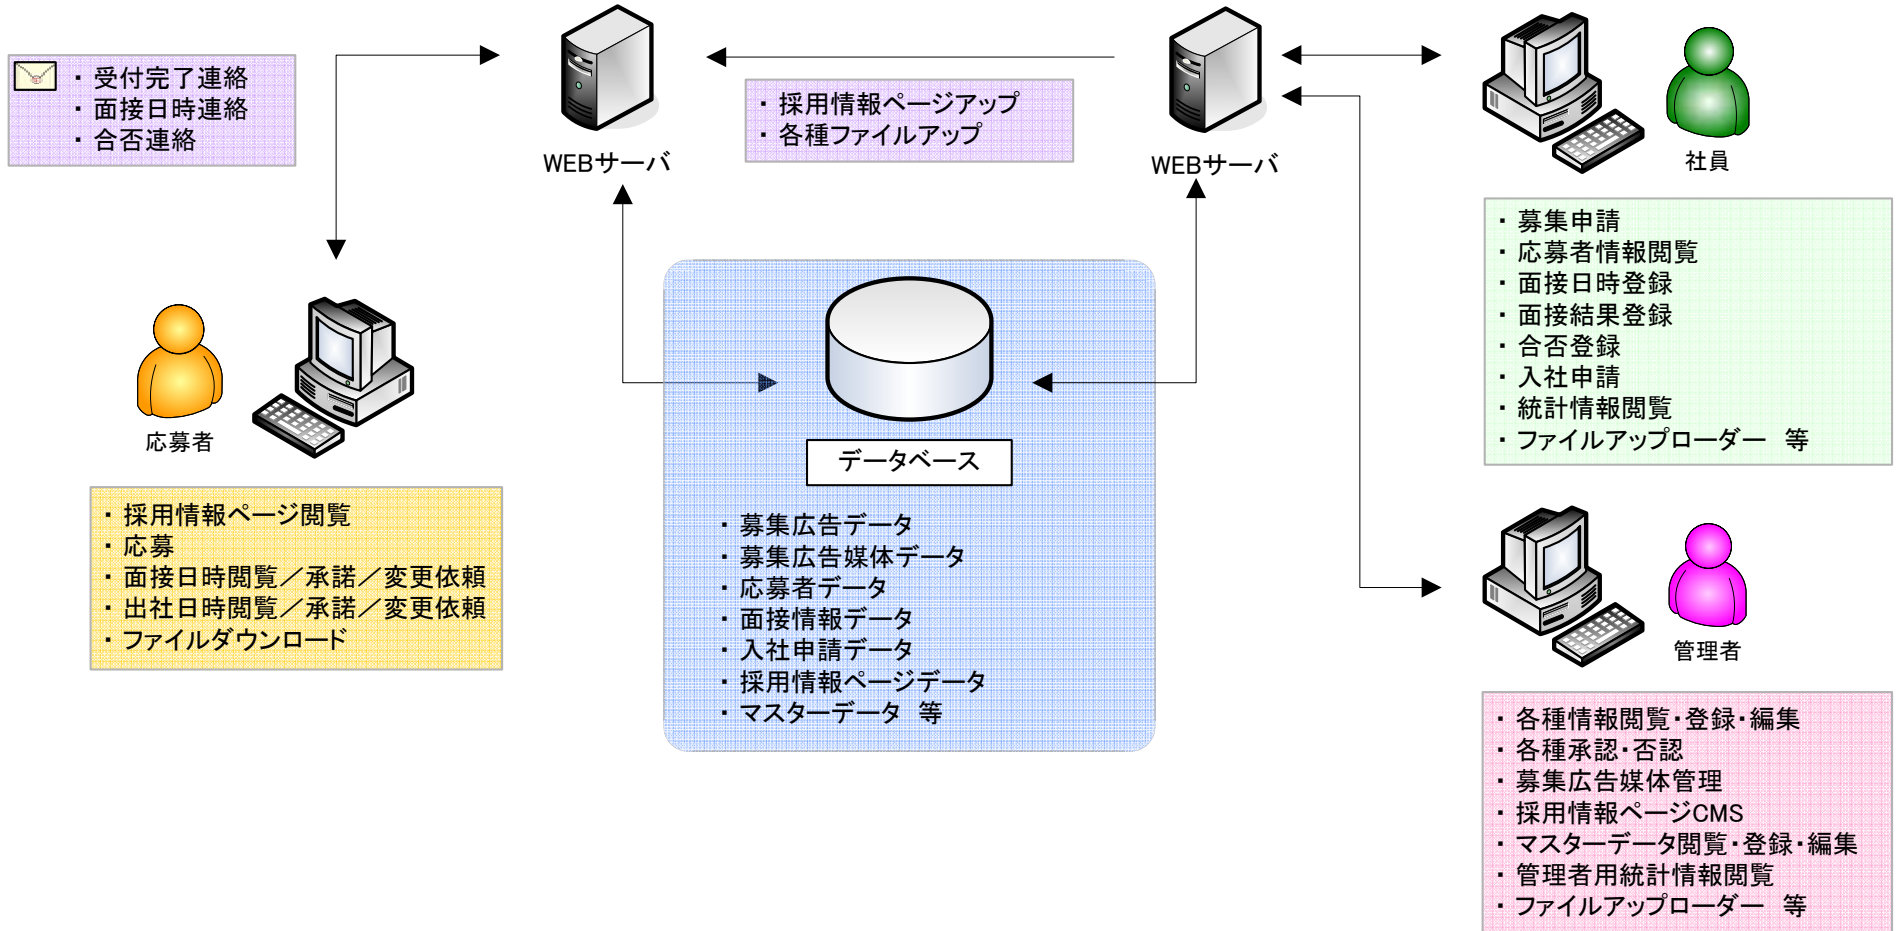 ・ 受付完了連絡
・ 面接日時連絡
・ 合否連絡
WEBサーバ
・ 採用情報ページアップ
・ 各種ファイルアップ
WEBサーバ
社員
・ 募集申請
・ 応募者情報閲覧
・ 面接日時登録
・ 面接結果登録
・ 合否登録
・ 入社申請
・ 統計情報閲覧
・ ファイルアップローダー　等
応募者
・ 採用情報ページ閲覧
・ 応募
・ 面接日時閲覧／承諾／変更依頼
・ 出社日時閲覧／承諾／変更依頼
・ ファイルダウンロード
データベース
・ 募集広告データ
・ 募集広告媒体データ
・ 応募者データ
・ 面接情報データ
・ 入社申請データ
・ 採用情報ページデータ
・ マスターデータ　等
管理者
・ 各種情報閲覧・登録・編集
・ 各種承認・否認
・ 募集広告媒体管理
・ 採用情報ページCMS
・ マスターデータ閲覧・登録・編集
・ 管理者用統計情報閲覧
・ ファイルアップローダー　等